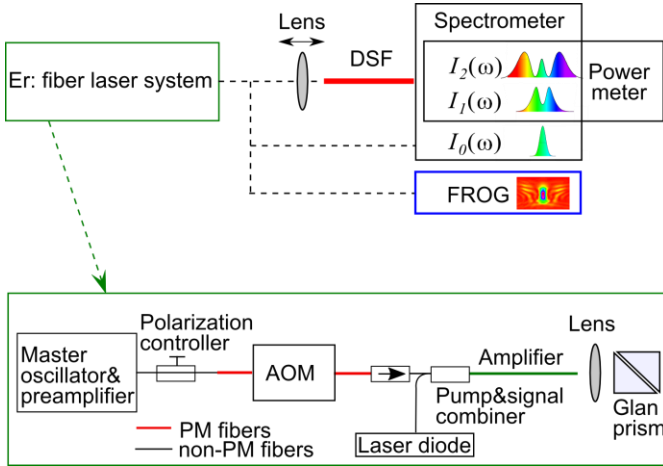 Lens
Spectrometer
DSF
Er: fiber laser system
I₂(ω)
Power
meter
I₁(ω)
I₀(ω)
FROG
Lens
Polarization
controller
Amplifier
Master
oscillator&
preamplifier
AOM
Pump&signal
combiner
Glan
prism
PM fibers
non-PM fibers
Laser diode